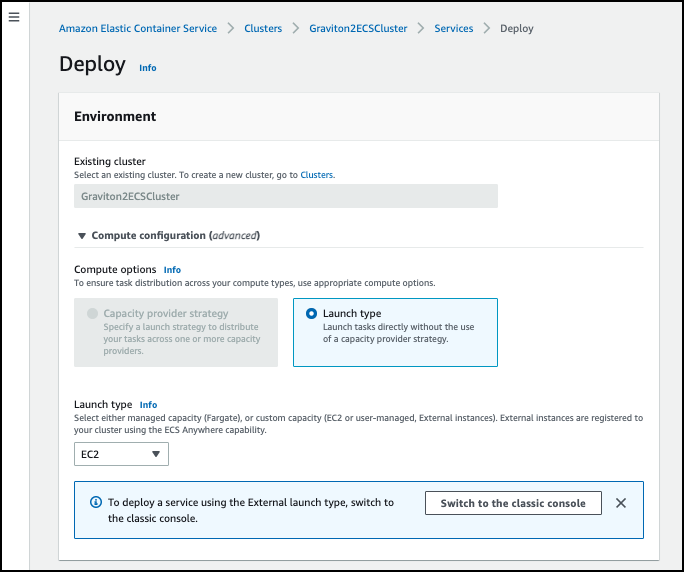 Amazon Elastic Container Service > Clusters > Graviton2ECSCluster > Services > Deploy
Deploy Info
Environment
Existing cluster
Select an existing cluster. To create a new cluster, go to Clusters.
Graviton2ECSCluster
Compute configuration (advanced)
Compute options Info
To ensure task distribution across your compute types, use appropriate compute options.
Capacity provider strategy
Specify a launch strategy to distribute
your tasks across one or more capacity
providers.
Launch type
Launch tasks directly without the use
of a capacity provider strategy.
Launch type Info
Select either managed capacity (Fargate), or custom capacity (EC2 or user-managed, External instances). External instances are registered to
your cluster using the ECS Anywhere capability.
EC2
To deploy a service using the External launch type, switch to
the classic console.
Switch to the classic console